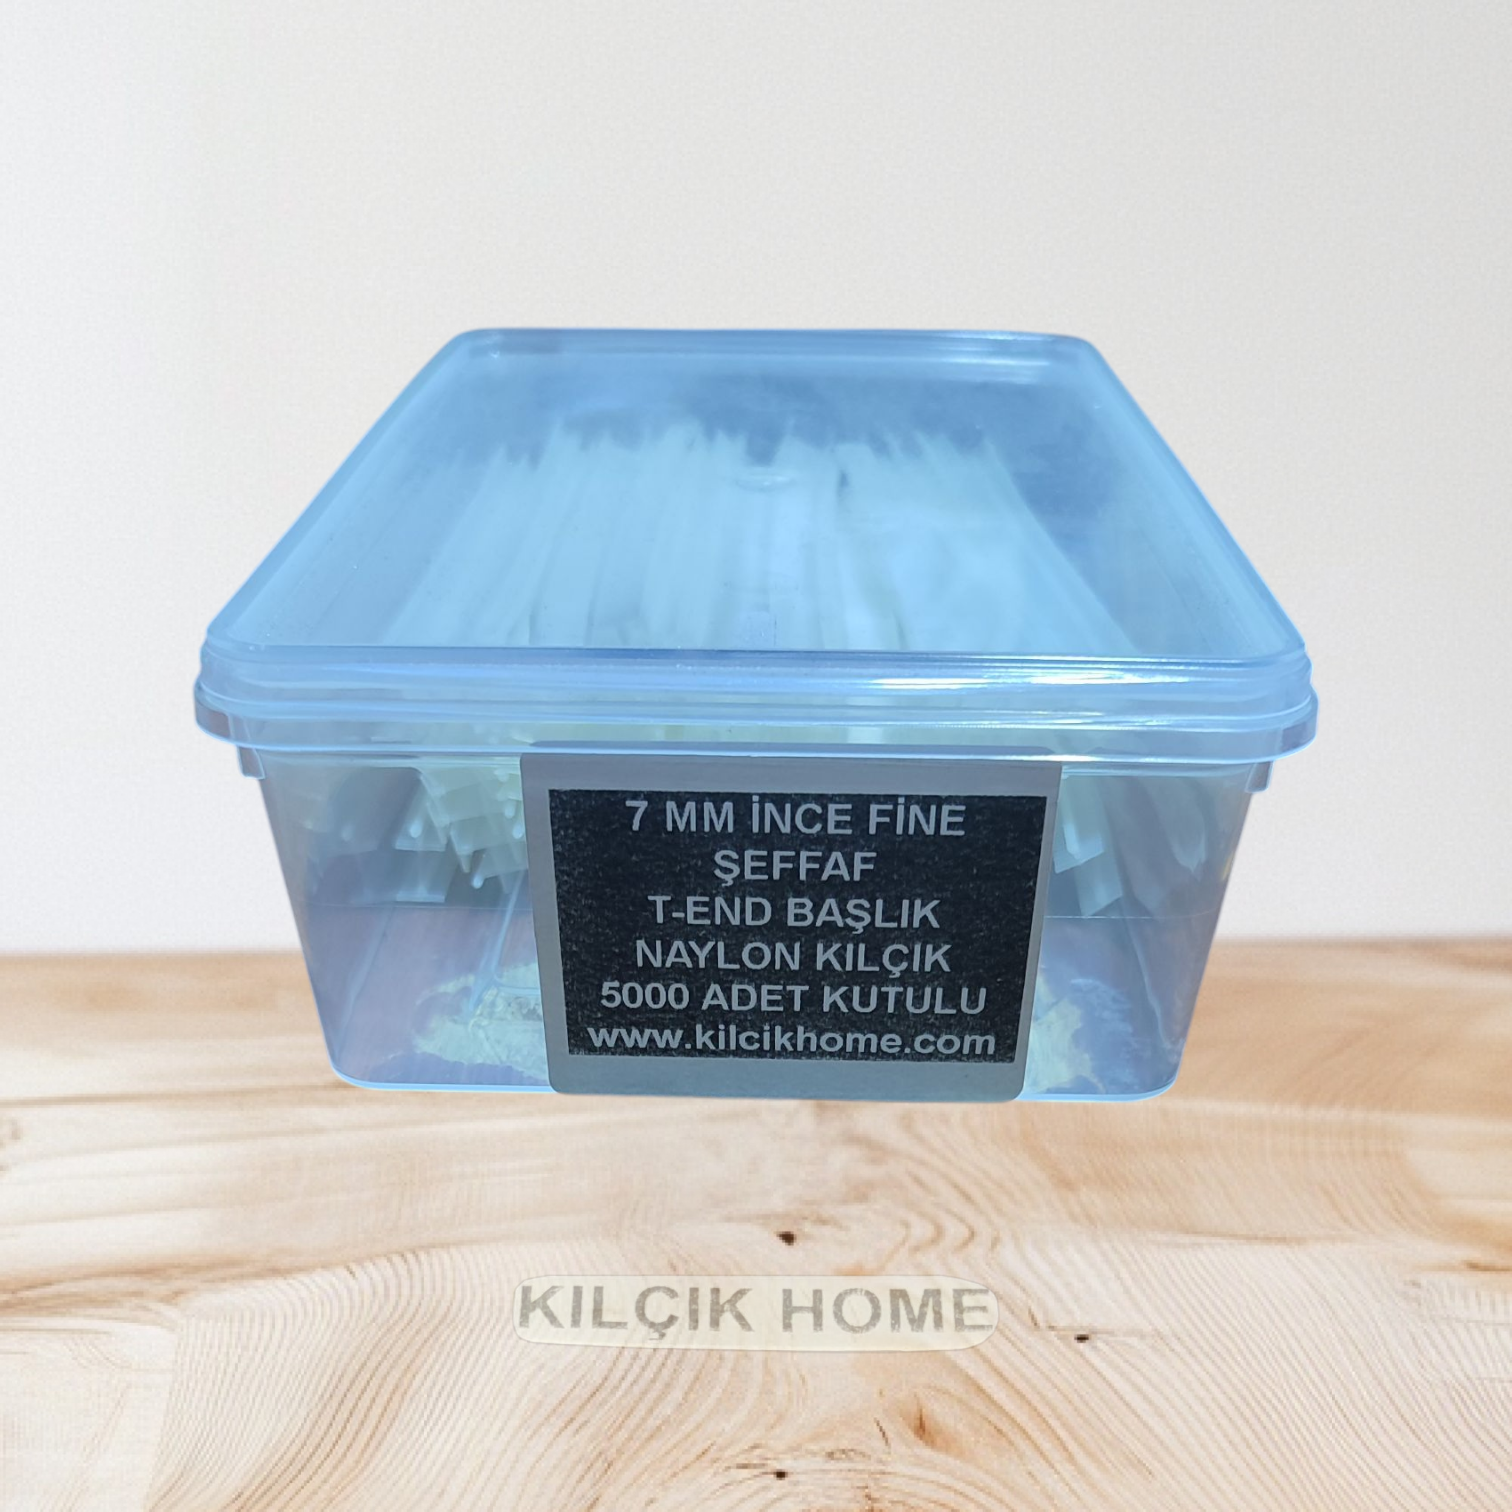 7 MM İNCE FİNE
ŞEFFAF
T-END BAŞLIK
NAYLON KILÇIK
5000 ADET KUTULU
www.kilcikhome.com
KILÇIK HOME